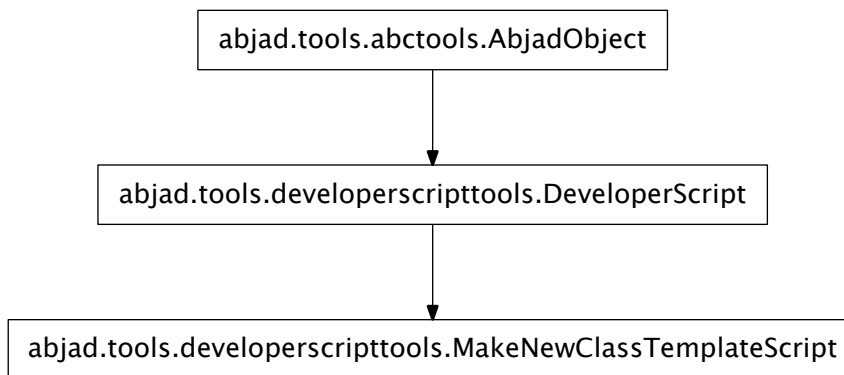 abjad.tools.abctools.AbjadObject
abjad.tools.developerscripttools.DeveloperScript
abjad.tools.developerscripttools.MakeNewClassTemplateScript